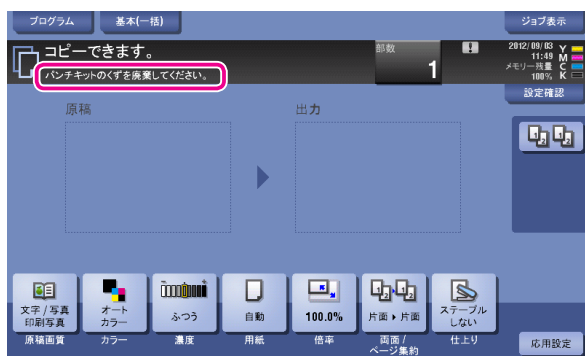 プログラム
基本(一括)
ジョブ表示
コピーできます。
パンチキットのくずを廃棄してください。
部数
1
2012/09/03
11:49
メモリー残量
100%
Y
M
C
K
設定確認
原稿
出力
文字/写真
印刷写真
オート
カラー
ふつう
自動
100.0%
片面 ▸ 片面
ステープル
しない
原稿画質
カラー
濃度
用紙
倍率
両面/
ページ集約
仕上り
応用設定